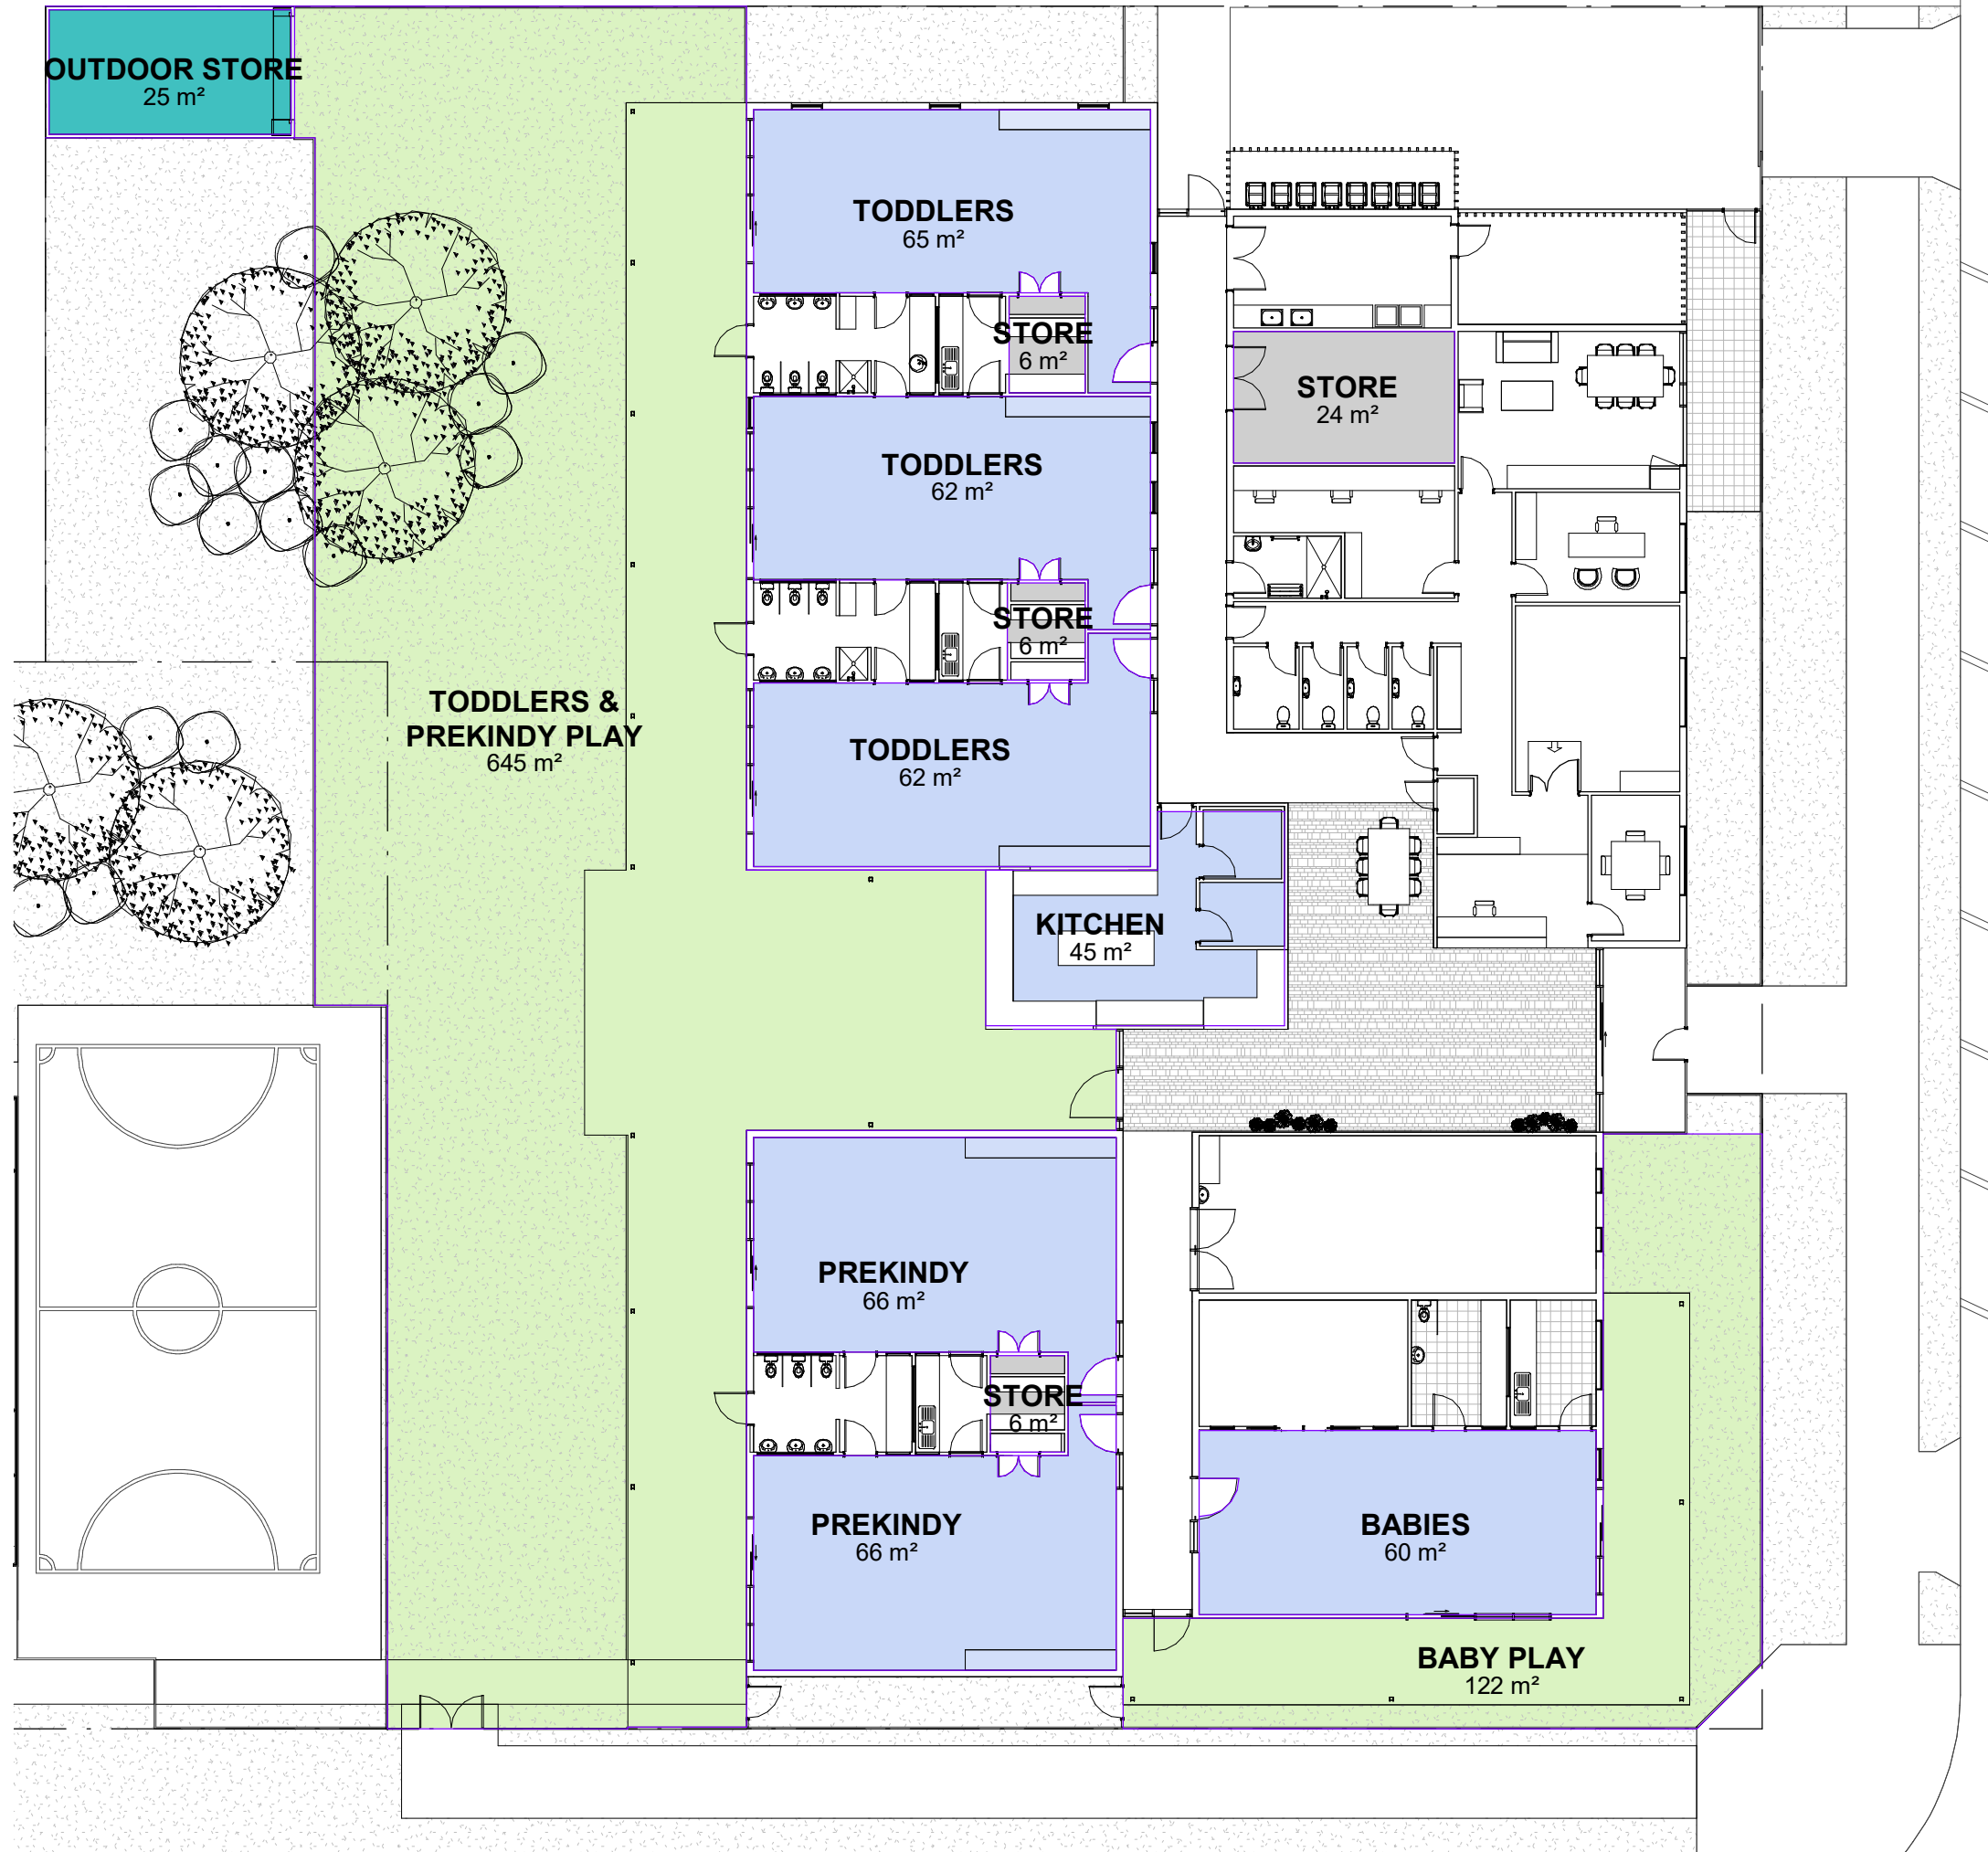 OUTDOOR STORE
25 m²
TODDLERS
65 m²
STORE
6 m²
STORE
24 m²
TODDLERS
62 m²
STORE
6 m²
TODDLERS &
PREKINDY PLAY
645 m²
TODDLERS
62 m²
KITCHEN
45 m²
PREKINDY
66 m²
STORE
6 m²
PREKINDY
66 m²
BABIES
60 m²
BABY PLAY
122 m²